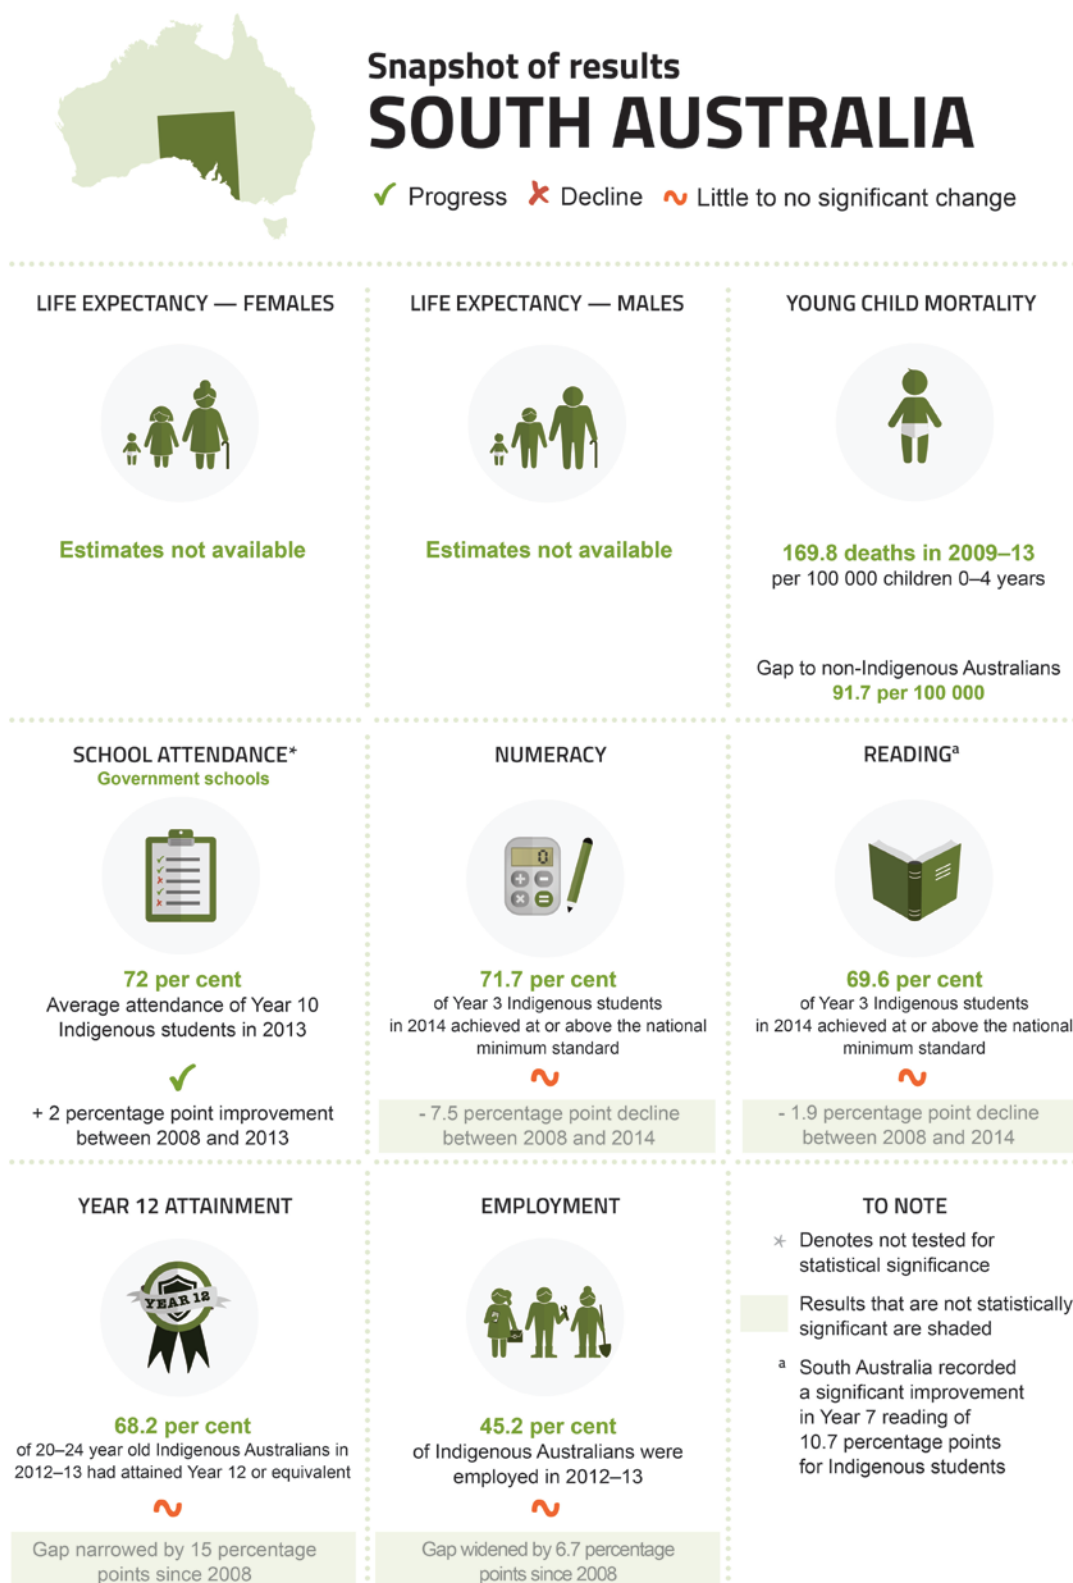 Snapshot of results
SOUTH AUSTRALIA
✓ Progress ✗ Decline ~ Little to no significant change
LIFE EXPECTANCY — FEMALES
Estimates not available
LIFE EXPECTANCY — MALES
Estimates not available
YOUNG CHILD MORTALITY
169.8 deaths in 2009–13
per 100 000 children 0–4 years
Gap to non-Indigenous Australians
91.7 per 100 000
SCHOOL ATTENDANCE*
Government schools
72 per cent
Average attendance of Year 10
Indigenous students in 2013
+ 2 percentage point improvement
between 2008 and 2013
NUMERACY
0
+ −
× =
71.7 per cent
of Year 3 Indigenous students
in 2014 achieved at or above the national
minimum standard
- 7.5 percentage point decline
between 2008 and 2014
READINGª
69.6 per cent
of Year 3 Indigenous students
in 2014 achieved at or above the national
minimum standard
- 1.9 percentage point decline
between 2008 and 2014
YEAR 12 ATTAINMENT
YEAR 12
68.2 per cent
of 20–24 year old Indigenous Australians in
2012–13 had attained Year 12 or equivalent
Gap narrowed by 15 percentage
points since 2008
EMPLOYMENT
45.2 per cent
of Indigenous Australians were
employed in 2012–13
Gap widened by 6.7 percentage
points since 2008
TO NOTE
* Denotes not tested for
statistical significance
Results that are not statistically
significant are shaded
ª South Australia recorded
a significant improvement
in Year 7 reading of
10.7 percentage points
for Indigenous students